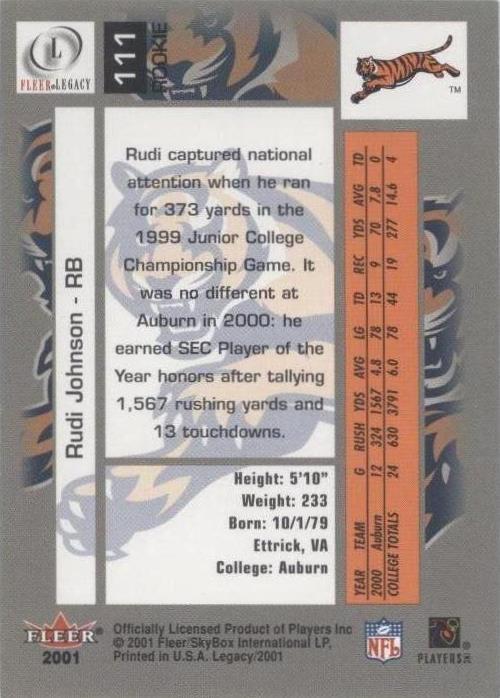 L
FLEER LEGACY
111
ROOKIE
TM
Rudi Johnson - RB
Rudi captured national
attention when he ran
for 373 yards in the
1999 Junior College
Championship Game. It
was no different at
Auburn in 2000: he
earned SEC Player of the
Year honors after tallying
1,567 rushing yards and
13 touchdowns.
Height: 5'10"
Weight: 233
Born: 10/1/79
Ettrick, VA
College: Auburn
YEAR TEAM G RUSH YDS AVG LG TD REC YDS AVG TD
2000 Auburn 12 324 1567 4.8 78 13 9 70 7.8 0
COLLEGE TOTALS 24 630 3791 6.0 78 44 19 277 14.6 4
FLEER
2001
Officially Licensed Product of Players Inc
© 2001 Fleer/SkyBox International LP.
Printed in U.S.A. Legacy/2001
NFL
PLAYERS INC